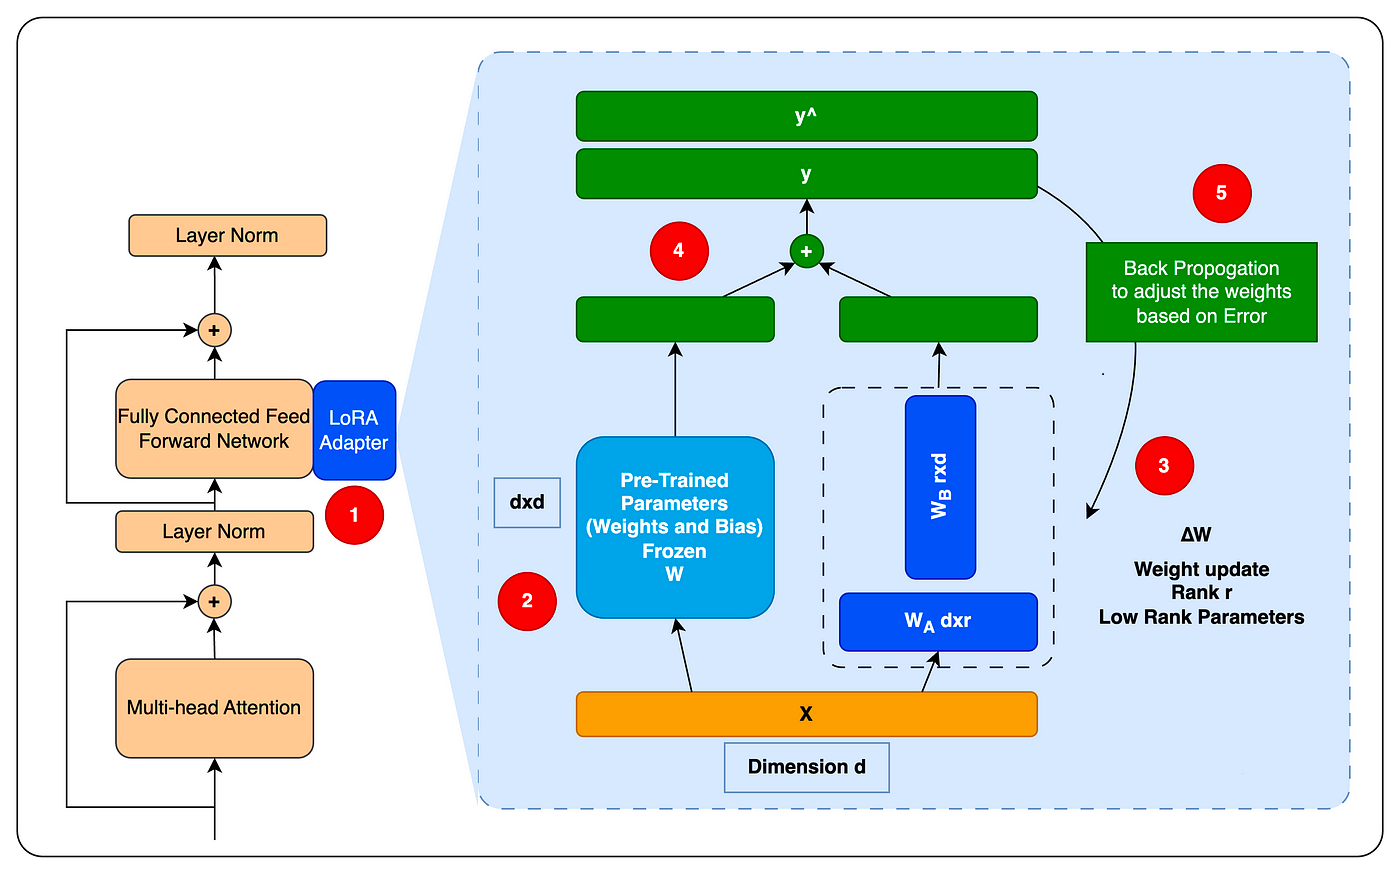 Layer Norm
+
Fully Connected Feed
Forward Network
LoRA
Adapter
1
Layer Norm
+
Multi-head Attention
y^
y
5
4
+
Back Propogation
to adjust the weights
based on Error
dxd
Pre-Trained
Parameters
(Weights and Bias)
Frozen
W
2
WB rxd
WA dxr
3
ΔW
Weight update
Rank r
Low Rank Parameters
X
Dimension d